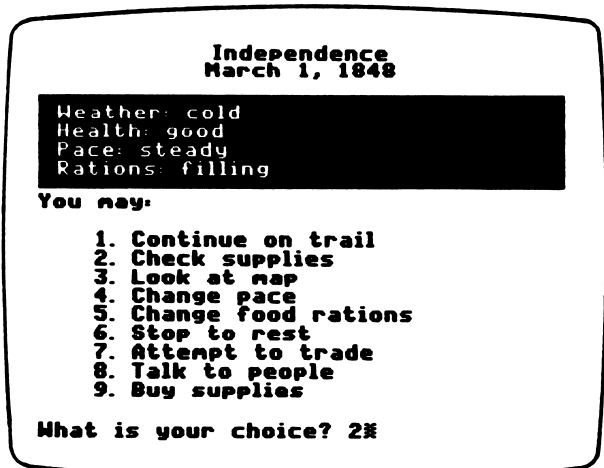 Independence
March 1, 1848
Weather: cold
Health: good
Pace: steady
Rations: filling
You may:
1. Continue on trail
2. Check supplies
3. Look at map
4. Change pace
5. Change food rations
6. Stop to rest
7. Attempt to trade
8. Talk to people
9. Buy supplies
What is your choice? 2